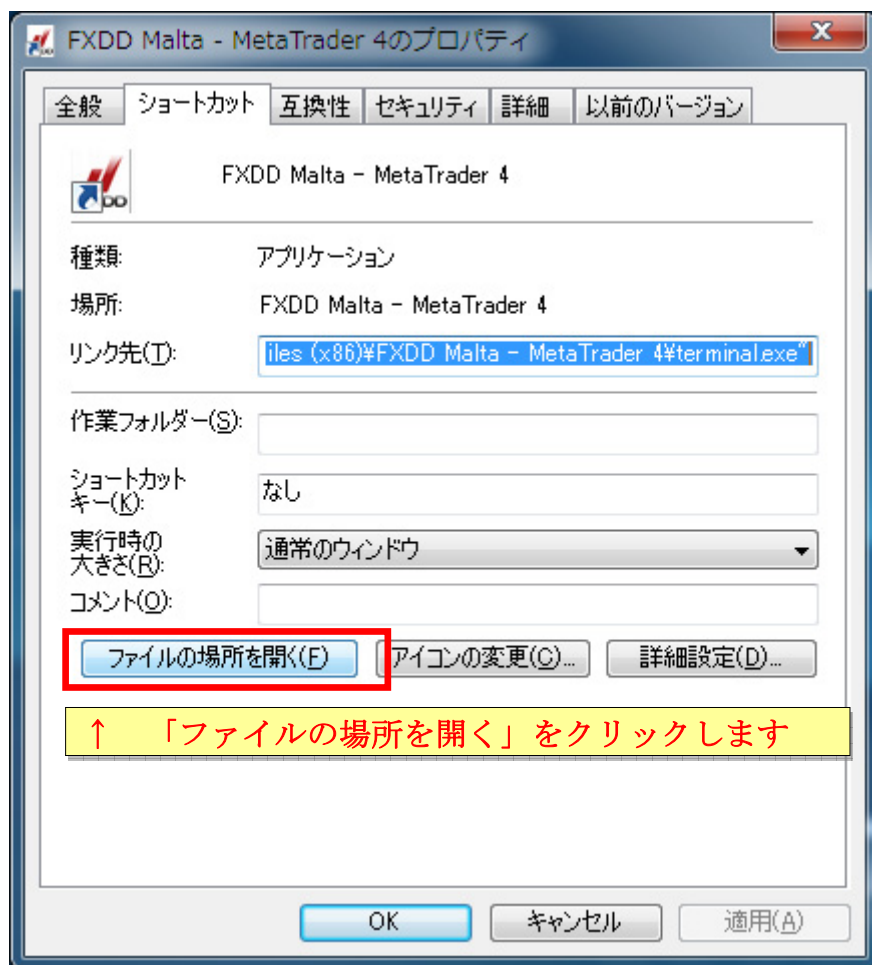 FXDD Malta - MetaTrader 4のプロパティ
x
全般 ショートカット 互換性 セキュリティ 詳細 以前のバージョン
DD
FXDD Malta - MetaTrader 4
種類: アプリケーション
場所: FXDD Malta - MetaTrader 4
リンク先(T): iles (x86)¥FXDD Malta - MetaTrader 4¥terminal.exe"
作業フォルダー(S):
ショートカット
キー(K): なし
実行時の
大きさ(R): 通常のウィンドウ
コメント(O):
ファイルの場所を開く(F) アイコンの変更(C)... 詳細設定(D)...
↑ 「ファイルの場所を開く」をクリックします
OK キャンセル 適用(A)